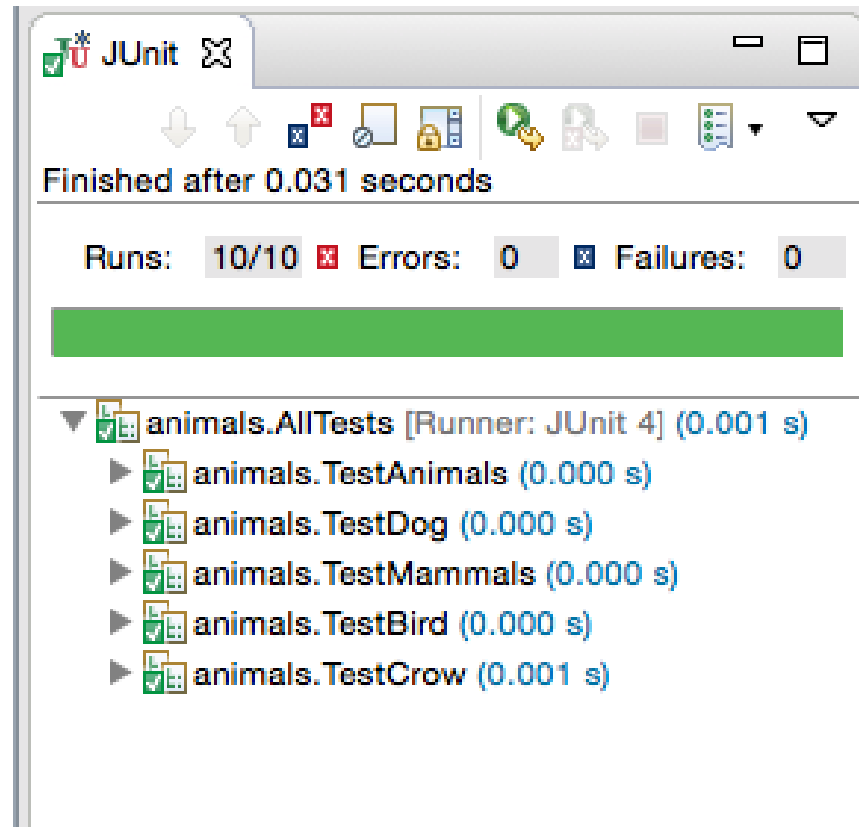 JUnit
Finished after 0.031 seconds
Runs: 10/10 Errors: 0 Failures: 0
animals.AllTests [Runner: JUnit 4] (0.001 s)
animals.TestAnimals (0.000 s)
animals.TestDog (0.000 s)
animals.TestMammals (0.000 s)
animals.TestBird (0.000 s)
animals.TestCrow (0.001 s)